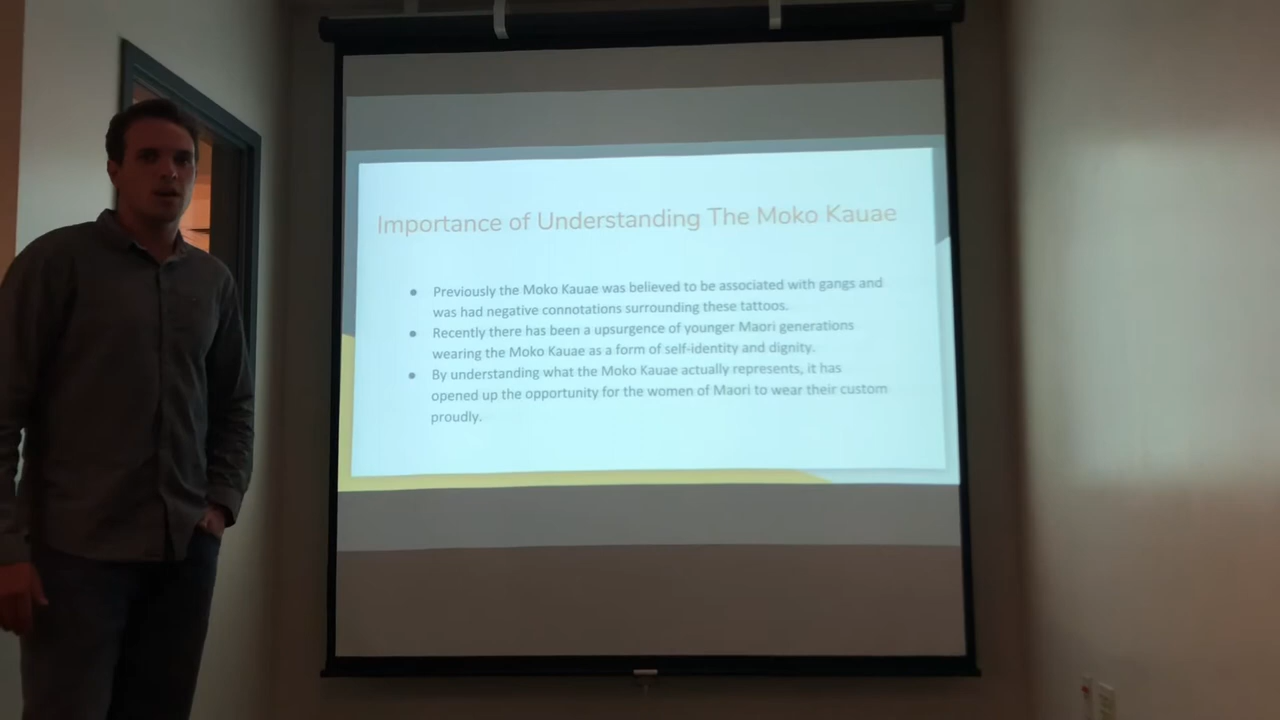 Importance of Understanding The Moko Kauae
● Previously the Moko Kauae was believed to be associated with gangs and
was had negative connotations surrounding these tattoos.
● Recently there has been a upsurgence of younger Maori generations
wearing the Moko Kauae as a form of self-identity and dignity.
● By understanding what the Moko Kauae actually represents, it has
opened up the opportunity for the women of Maori to wear their custom
proudly.